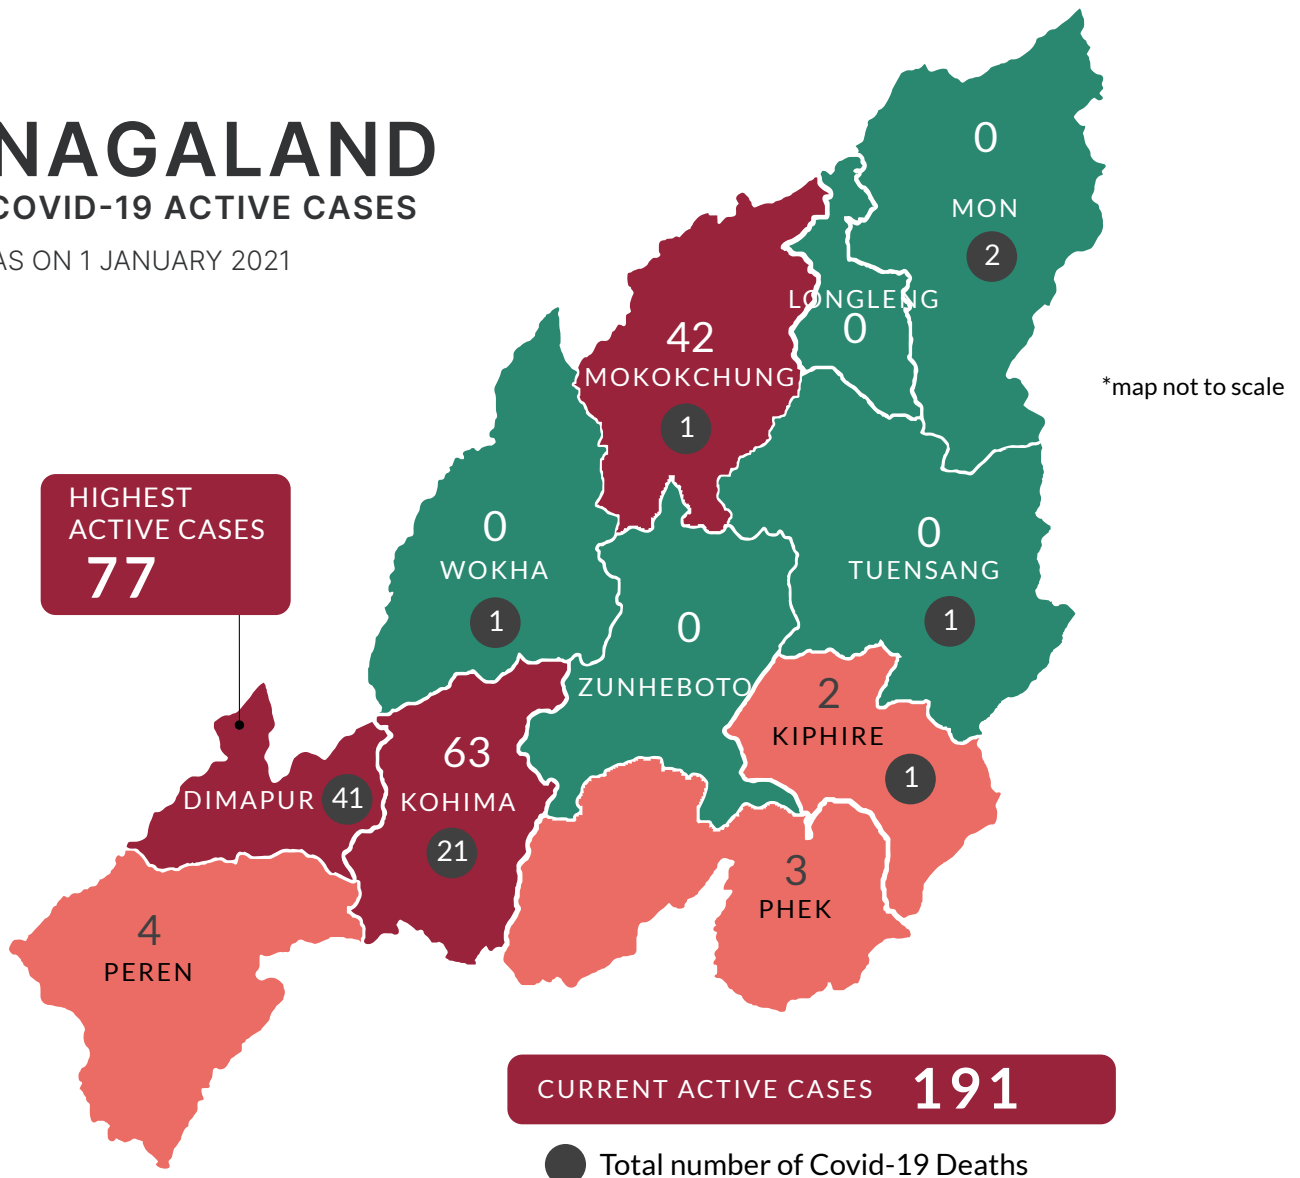 NAGALAND
COVID-19 ACTIVE CASES
AS ON 1 JANUARY 2021
0
MON
2
LONGLENG
0
42
MOKOKCHUNG
1
*map not to scale
HIGHEST
ACTIVE CASES
77
0
WOKHA
1
0
TUENSANG
1
0
ZUNHEBOTO
2
KIPHIRE
1
63
KOHIMA
21
DIMAPUR 41
3
PHEK
4
PEREN
CURRENT ACTIVE CASES 191
Total number of Covid-19 Deaths